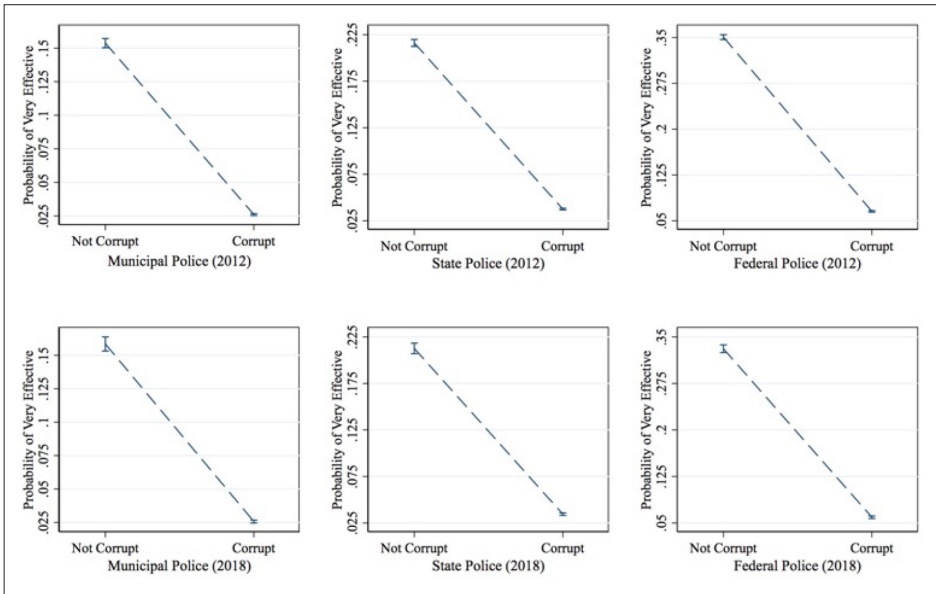 Probability of Very Effective
.15
.125
.1
.075
.05
.025
Not Corrupt
Corrupt
Municipal Police (2012)
Probability of Very Effective
.225
.175
.125
.075
.025
Not Corrupt
Corrupt
State Police (2012)
Probability of Very Effective
.35
.275
.2
.125
.05
Not Corrupt
Corrupt
Federal Police (2012)
Probability of Very Effective
.15
.125
.1
.075
.05
.025
Not Corrupt
Corrupt
Municipal Police (2018)
Probability of Very Effective
.225
.175
.125
.075
.025
Not Corrupt
Corrupt
State Police (2018)
Probability of Very Effective
.35
.275
.2
.125
.05
Not Corrupt
Corrupt
Federal Police (2018)